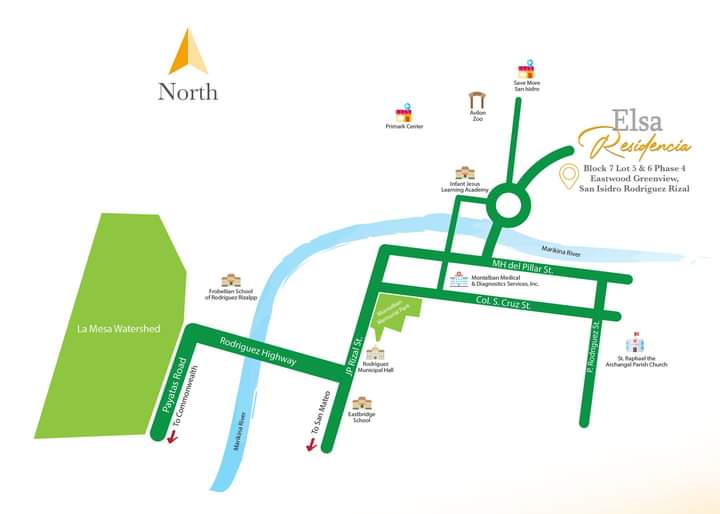 North
Save More
San Isidro
Avilon
Zoo
Primark Center
Elsa
Residencia
Block 7 Lot 5 & 6 Phase 4
Eastwood Greenview,
San Isidro Rodriguez Rizal
Infant Jesus
Learning Academy
Marikina River
MH del Pillar St.
Montalban Medical
& Diagnostics Services, Inc.
Frobellian School
of Rodriguez Rizalpp
Col. S. Cruz St.
Montalban
Memorial Park
La Mesa Watershed
Rodriguez Highway
JP Rizal St.
P. Rodriguez St.
St. Raphael the
Archangel Parish Church
Rodriguez
Municipal Hall
Payatas Road
To Commonwealth
Marikina River
To San Mateo
Eastbridge
School